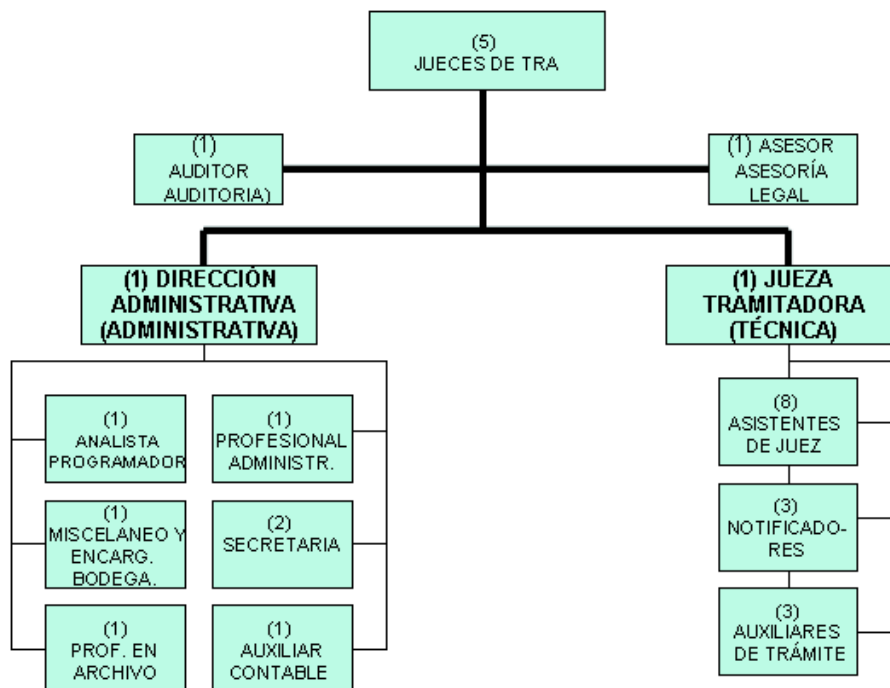 (5)
JUECES DE TRA
(1)
AUDITOR
AUDITORIA)
(1) ASESOR
ASESORÍA
LEGAL
(1) DIRECCIÓN
ADMINISTRATIVA
(ADMINISTRATIVA)
(1) JUEZA
TRAMITADORA
(TÉCNICA)
(1)
ANALISTA
PROGRAMADOR
(1)
PROFESIONAL
ADMINISTR.
(1)
MISCELANEO Y
ENCARG.
BODEGA.
(2)
SECRETARIA
(1)
PROF. EN
ARCHIVO
(1)
AUXILIAR
CONTABLE
(8)
ASISTENTES
DE JUEZ
(3)
NOTIFICADO-
RES
(3)
AUXILIARES
DE TRÁMITE